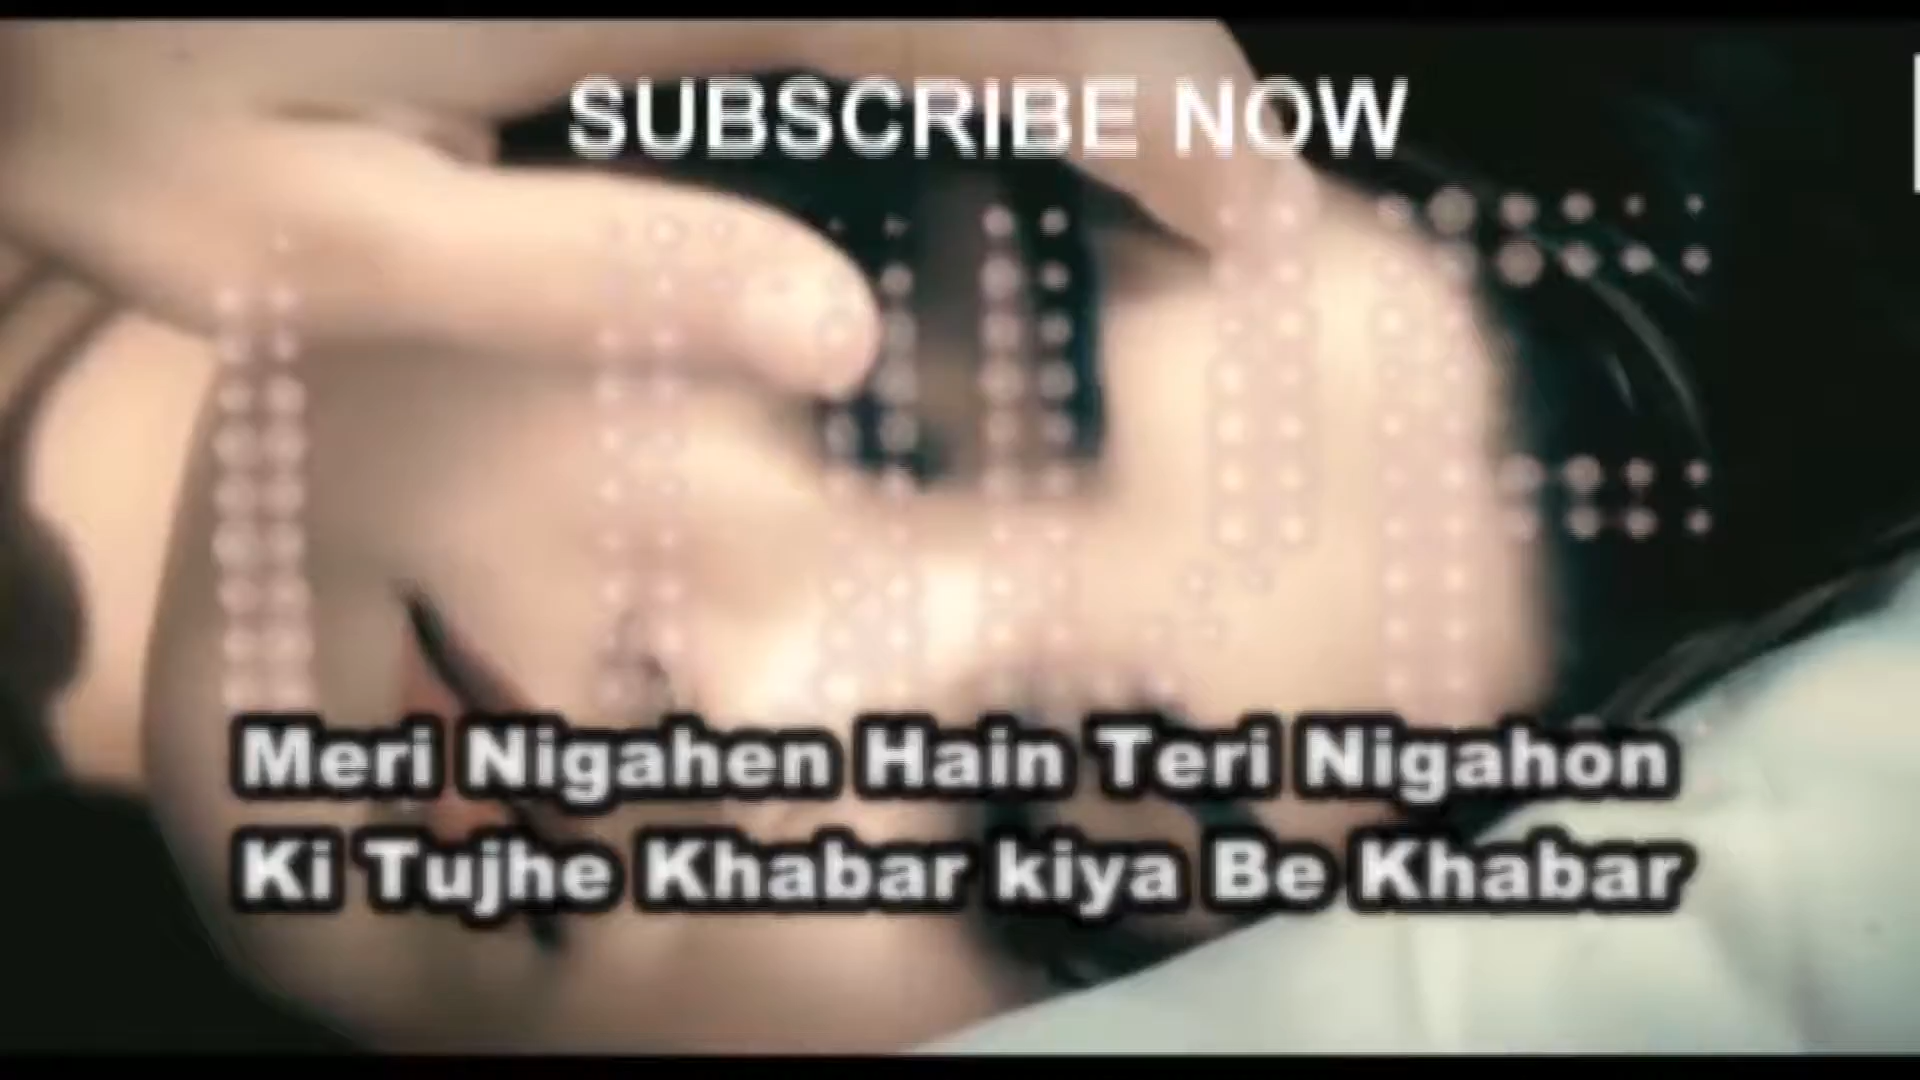 SUBSCRIBE NOW
Meri Nigahen Hain Teri Nigahon
Ki Tujhe Khabar kiya Be Khabar